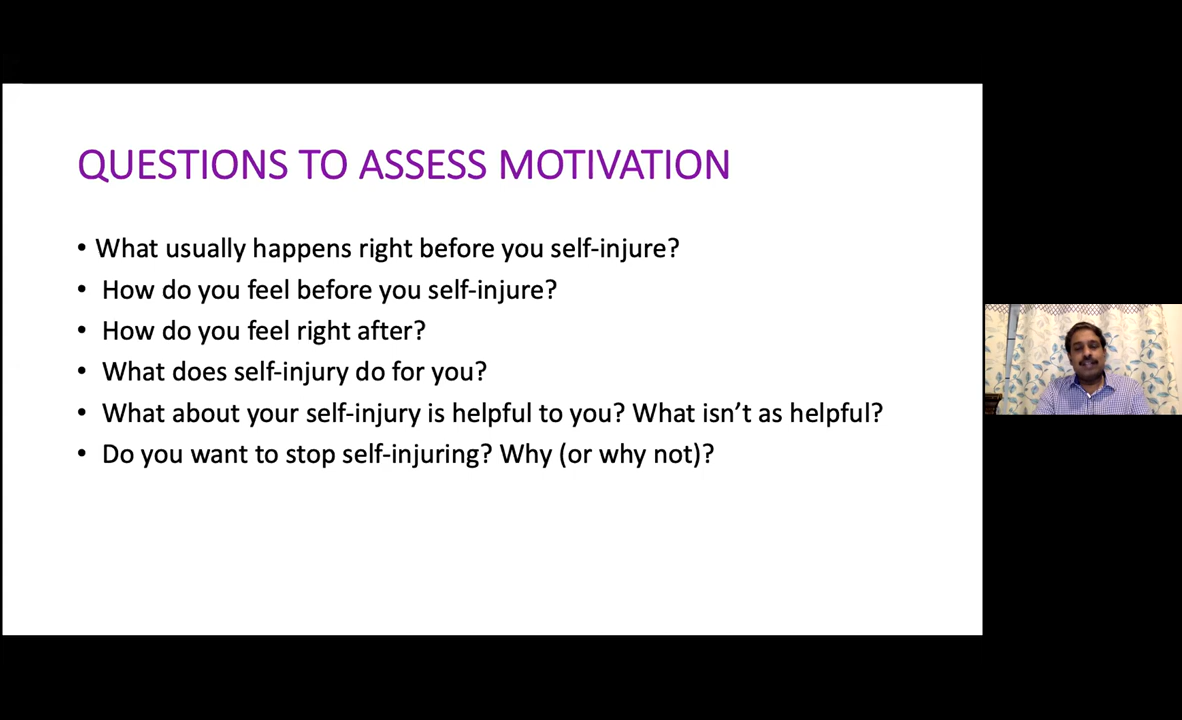 QUESTIONS TO ASSESS MOTIVATION
• What usually happens right before you self-injure?
• How do you feel before you self-injure?
• How do you feel right after?
• What does self-injury do for you?
• What about your self-injury is helpful to you? What isn’t as helpful?
• Do you want to stop self-injuring? Why (or why not)?